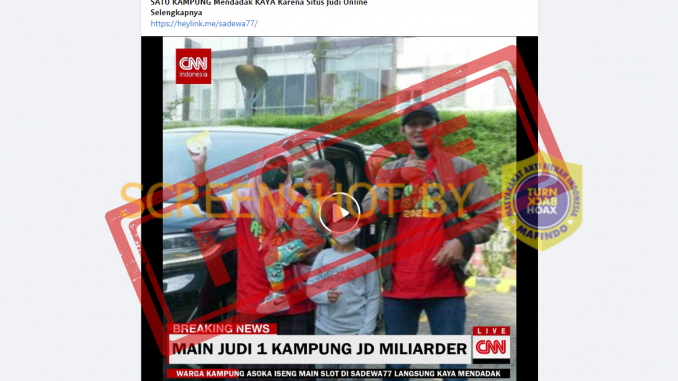 SATU KAMPUNG Mendadak KAYA Karena Situs Judi Online
Selengkapnya
https://heylink.me/sadewa77/
CNN
Indonesia
SCREENSHOT BY
MASYARAKAT ANTI FITNAH INDONESIA
TURN
BACK
HOAX
MAFINDO
2022
BREAKING NEWS
LIVE
MAIN JUDI 1 KAMPUNG JD MILIARDER
CNN
WARGA KAMPUNG ASOKA ISENG MAIN SLOT DI SADEWA77 LANGSUNG KAYA MENDADAK